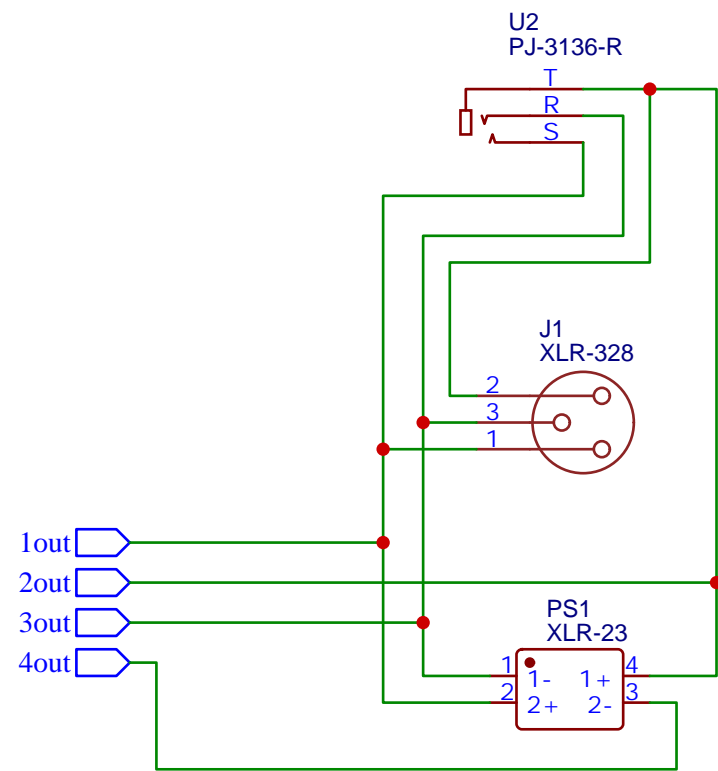 U2
PJ-3136-R
T
R
S
J1
XLR-328
2
3
1
1out
2out
3out
4out
PS1
XLR-23
1 1- 1+ 4
2 2+ 2- 3